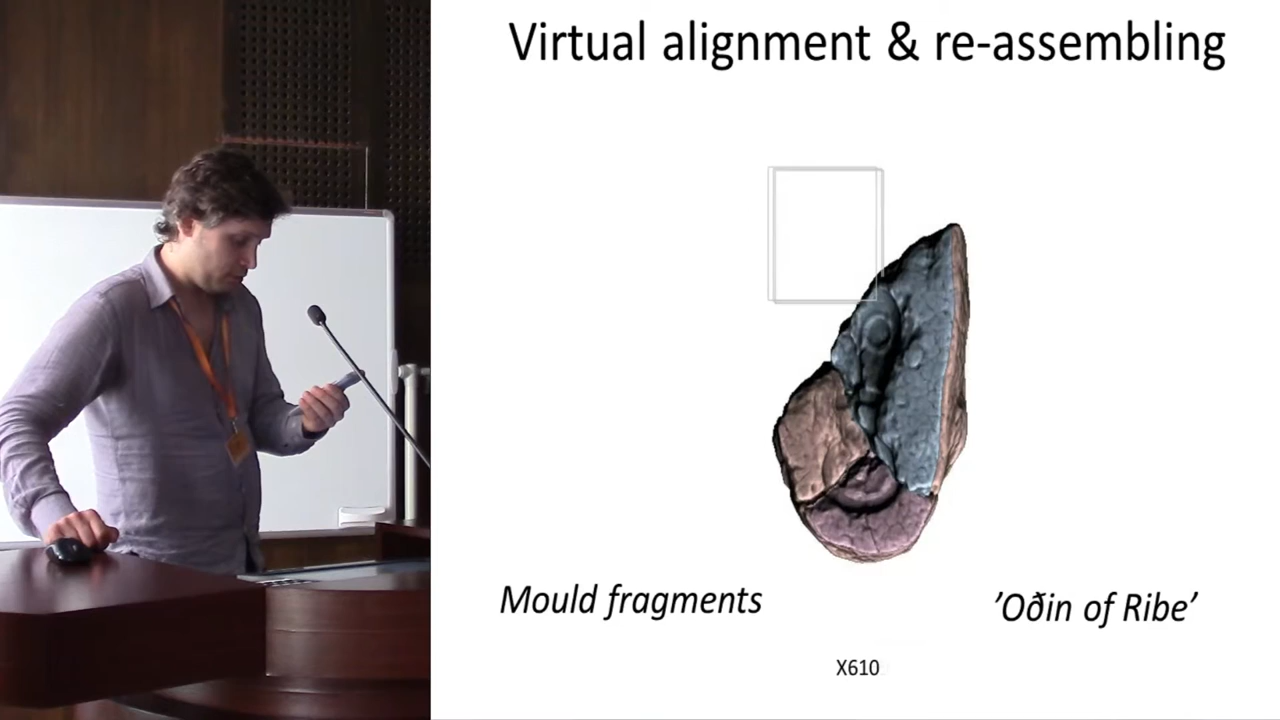 Virtual alignment & re-assembling
Mould fragments
’Oðin of Ribe’
X610